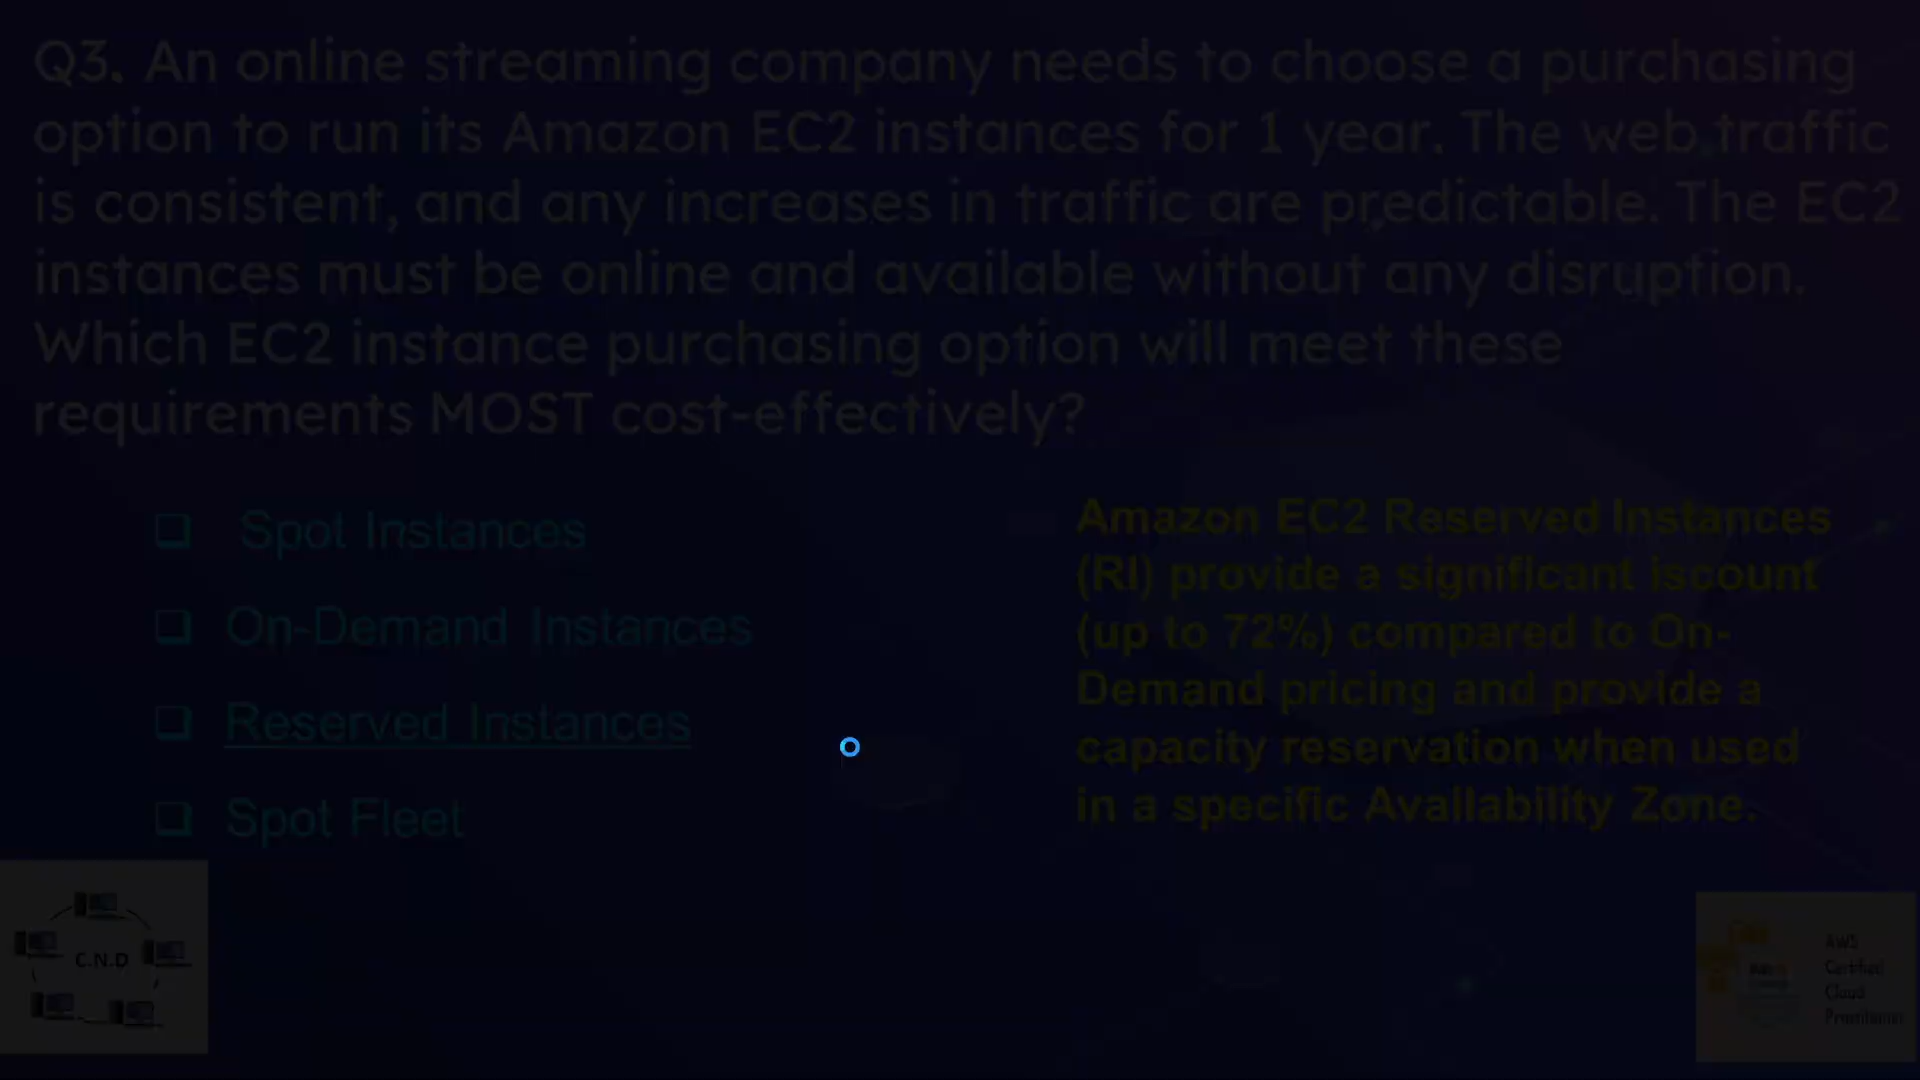 Q3. An online streaming company needs to choose a purchasing
option to run its Amazon EC2 instances for 1 year. The web traffic
is consistent, and any increases in traffic are predictable. The EC2
instances must be online and available without any disruption.
Which EC2 instance purchasing option will meet these
requirements MOST cost-effectively?
Spot Instances
On-Demand Instances
Reserved Instances
Spot Fleet
Amazon EC2 Reserved Instances
(RI) provide a significant iscount
(up to 72%) compared to On-
Demand pricing and provide a
capacity reservation when used
in a specific Availability Zone.
C.N.D
AWS
Certified
Cloud
Practitioner